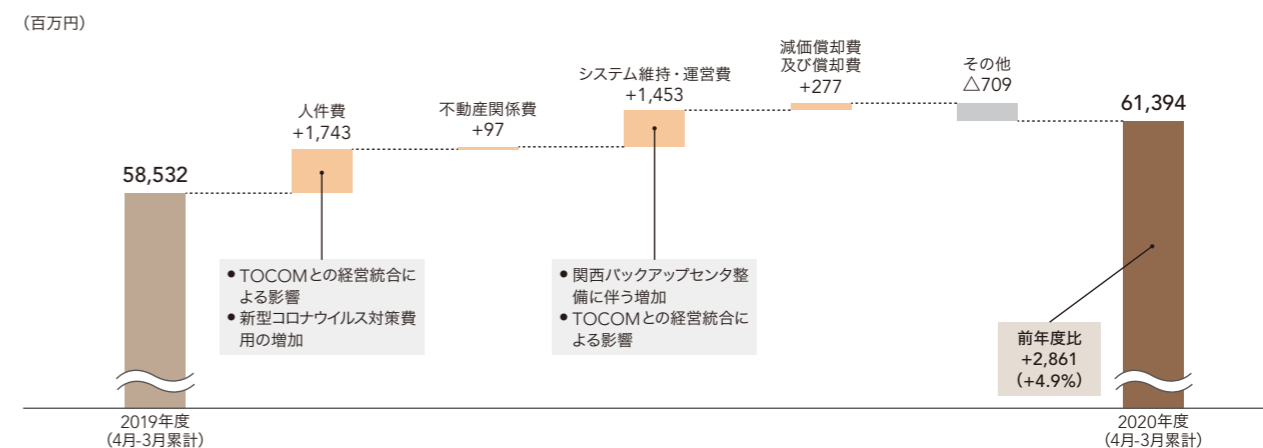 （百万円）
58,532
人件費
+1,743
不動産関係費
+97
システム維持・運営費
+1,453
減価償却費
及び償却費
+277
その他
△709
61,394
● TOCOMとの経営統合に
よる影響
● 新型コロナウイルス対策費
用の増加
● 関西バックアップセンタ整
備に伴う増加
● TOCOMとの経営統合に
よる影響
前年度比
+2,861
（+4.9%）
2019年度
（4月-3月累計）
2020年度
（4月-3月累計）